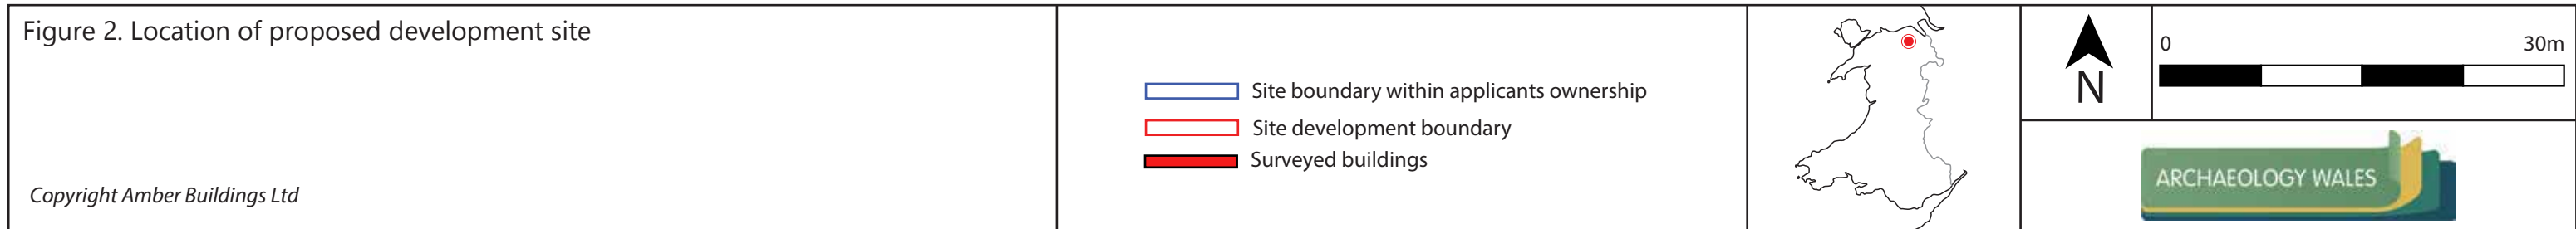 Figure 2. Location of proposed development site
Copyright Amber Buildings Ltd
Site boundary within applicants ownership
Site development boundary
Surveyed buildings
N
0 30m
ARCHAEOLOGY WALES